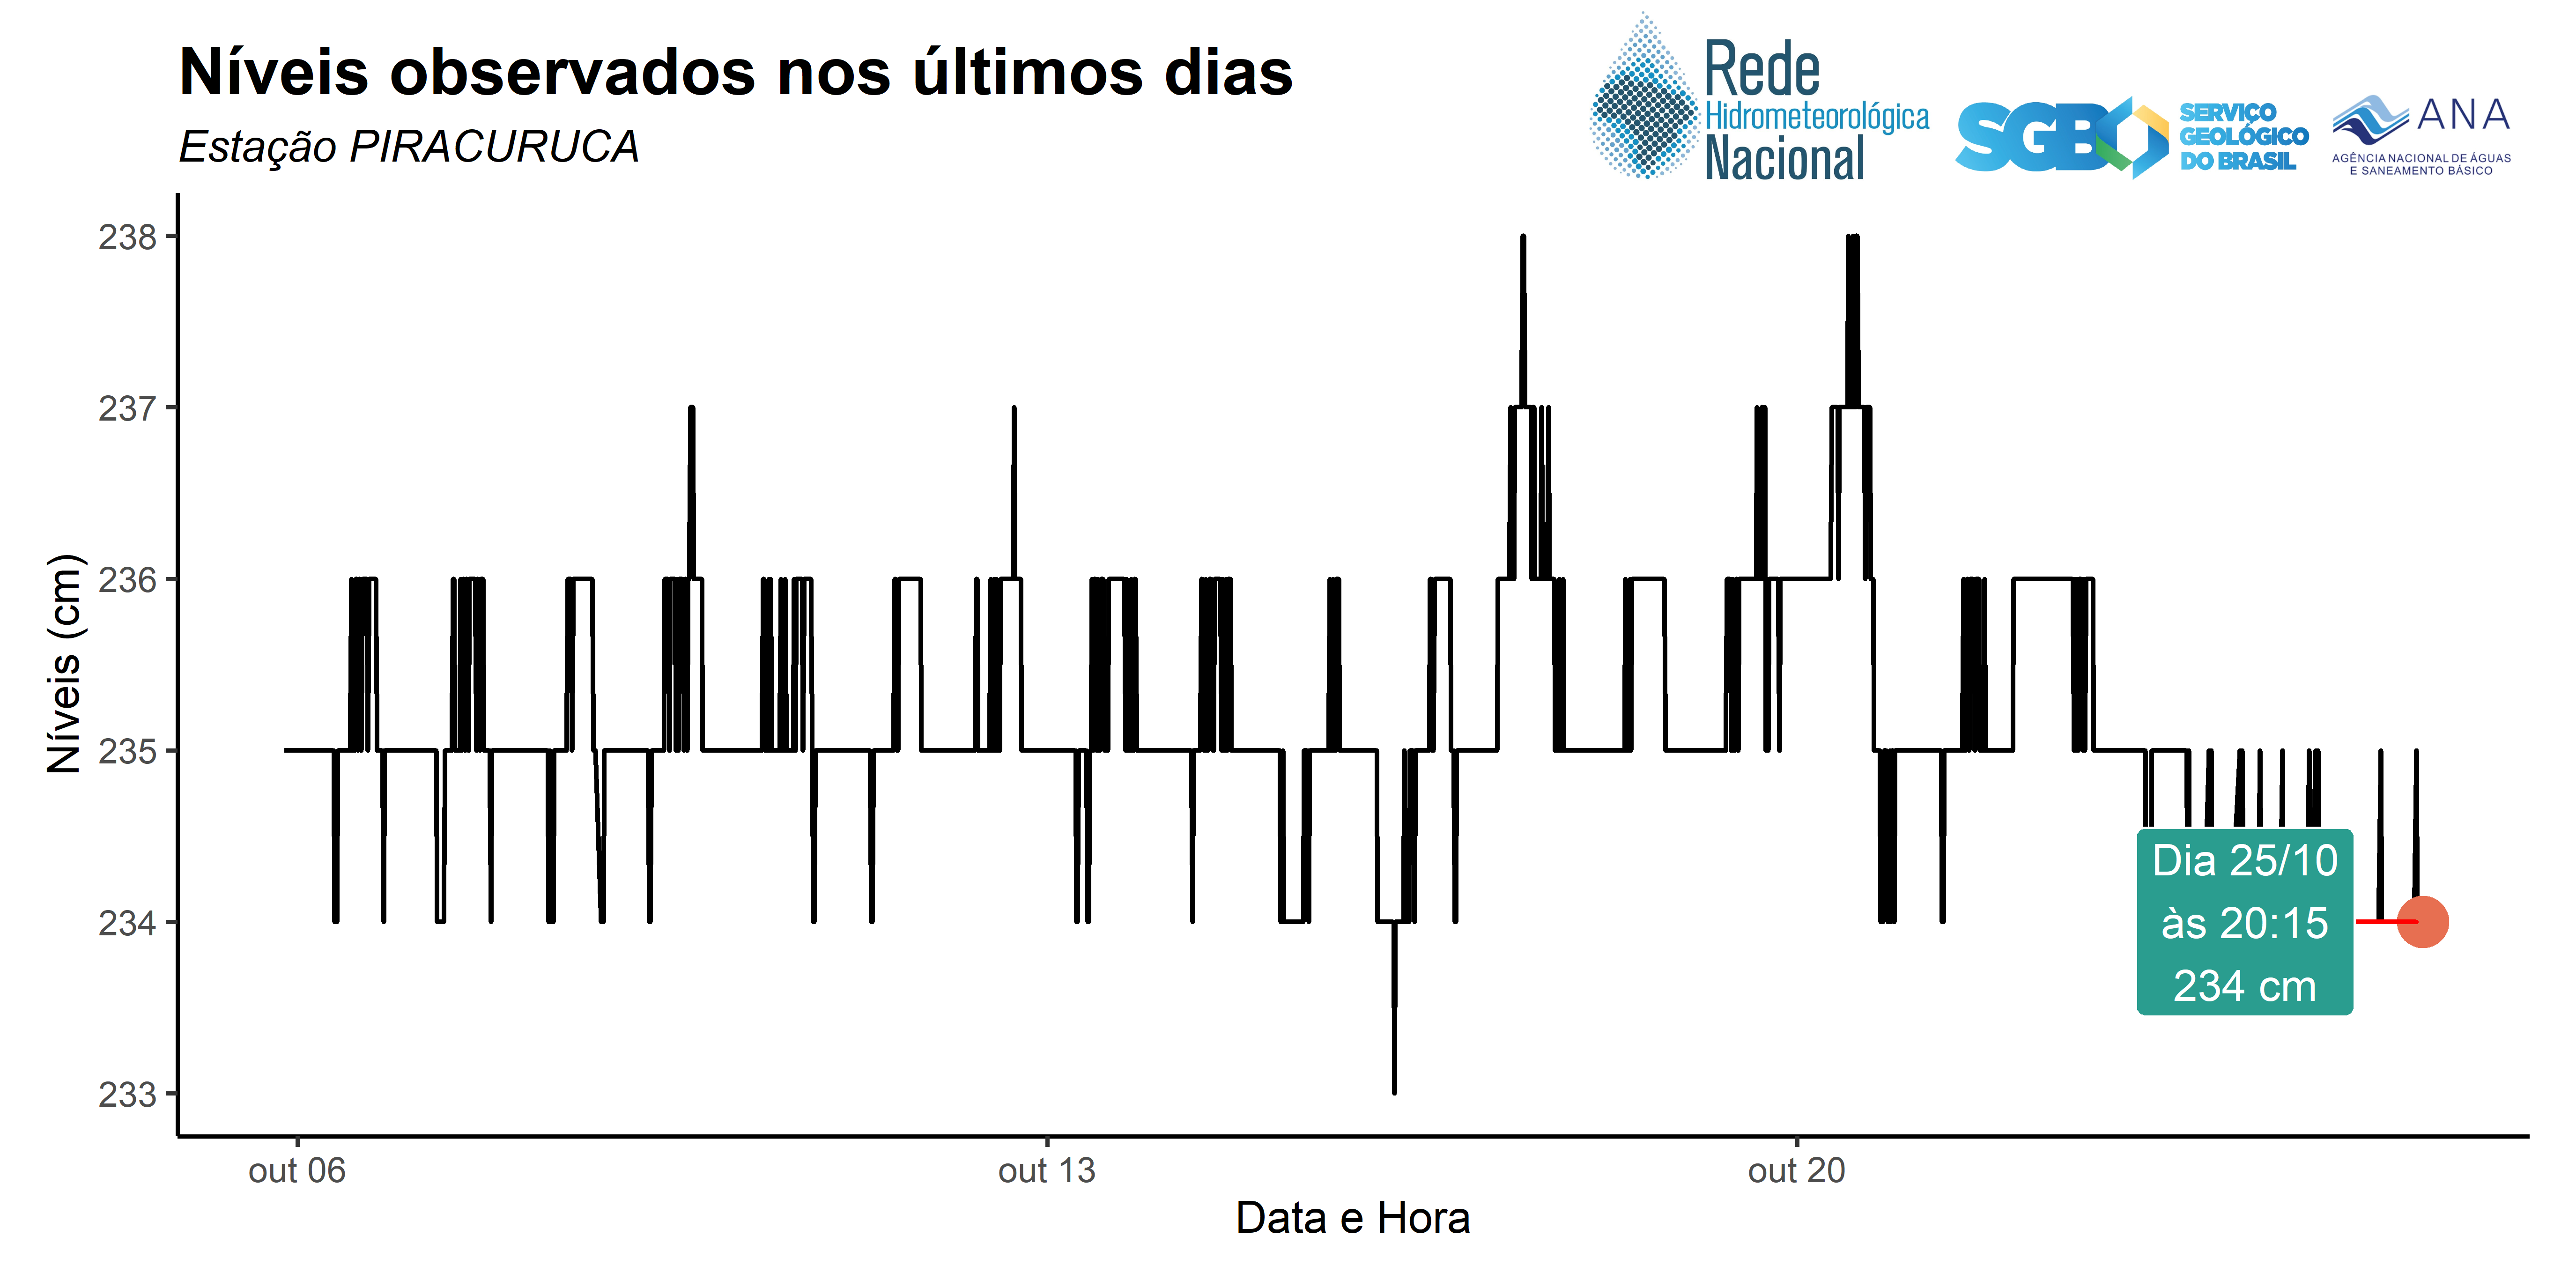 Níveis observados nos últimos dias
Estação PIRACURUCA
Rede
Hidrometeorológica
Nacional
SGB
SERVIÇO
GEOLÓGICO
DO BRASIL
ANA
AGÊNCIA NACIONAL DE ÁGUAS
E SANEAMENTO BÁSICO
Níveis (cm)
238
237
236
235
234
233
Dia 25/10
às 20:15
234 cm
out 06
out 13
out 20
Data e Hora